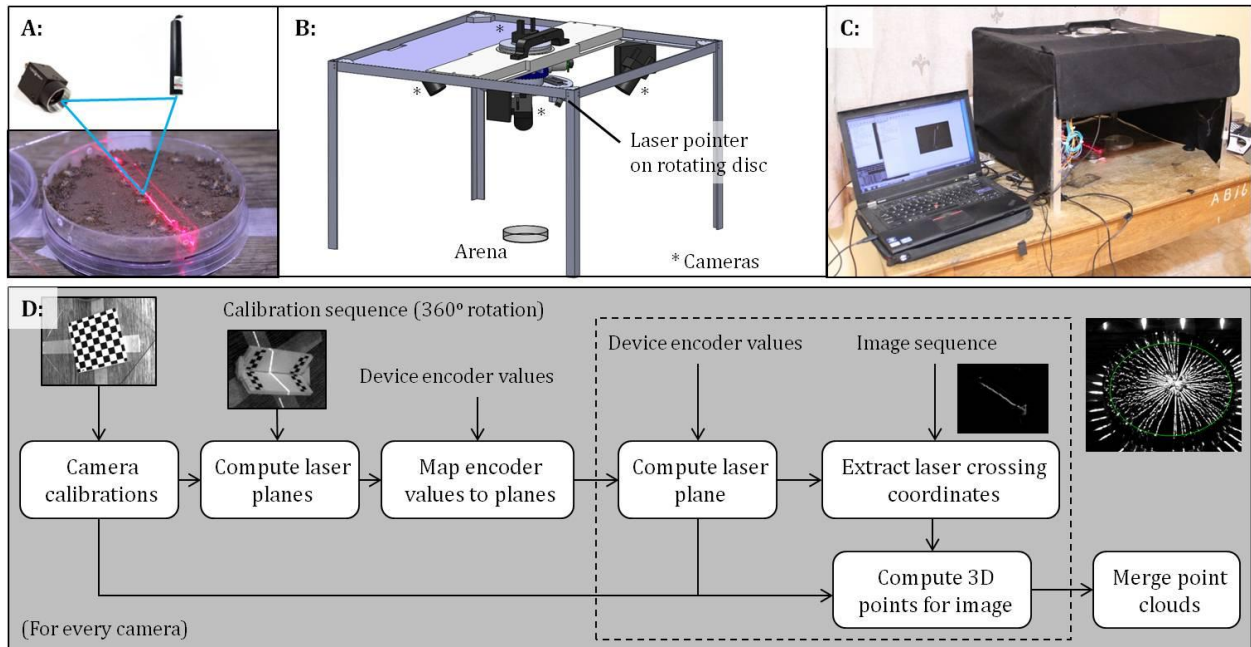 A:
B:
Laser pointer
on rotating disc
Arena
* Cameras
*
*
*
*
C:
ABI6
D:
Calibration sequence (360° rotation)
Device encoder values
Device encoder values
Image sequence
Camera
calibrations
Compute laser
planes
Map encoder
values to planes
Compute laser
plane
Extract laser crossing
coordinates
Compute 3D
points for image
Merge point
clouds
(For every camera)